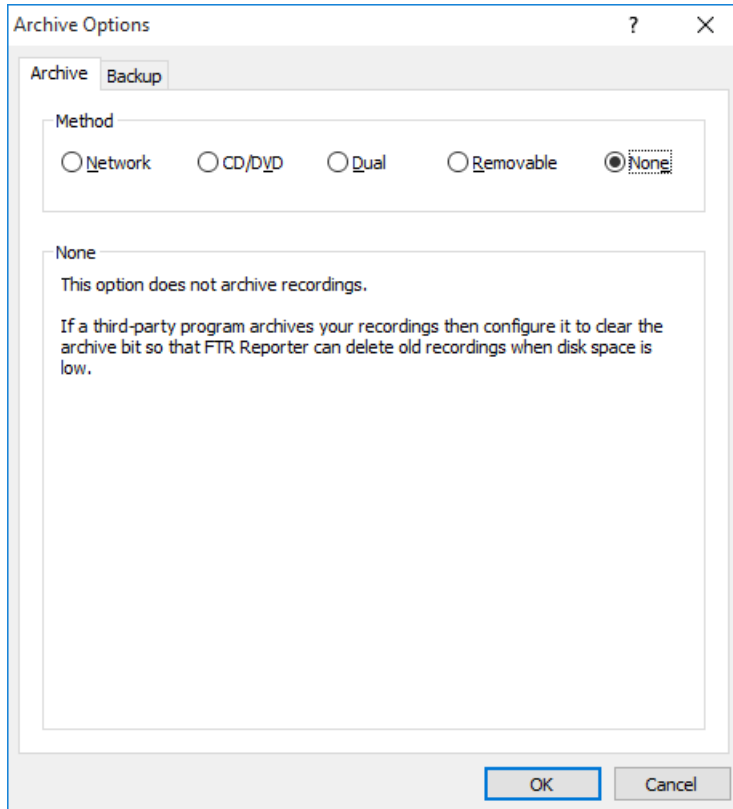 Archive Options
Archive Backup
Method
Network CD/DVD Dual Removable None
None
This option does not archive recordings.
If a third-party program archives your recordings then configure it to clear the
archive bit so that FTR Reporter can delete old recordings when disk space is
low.
OK Cancel